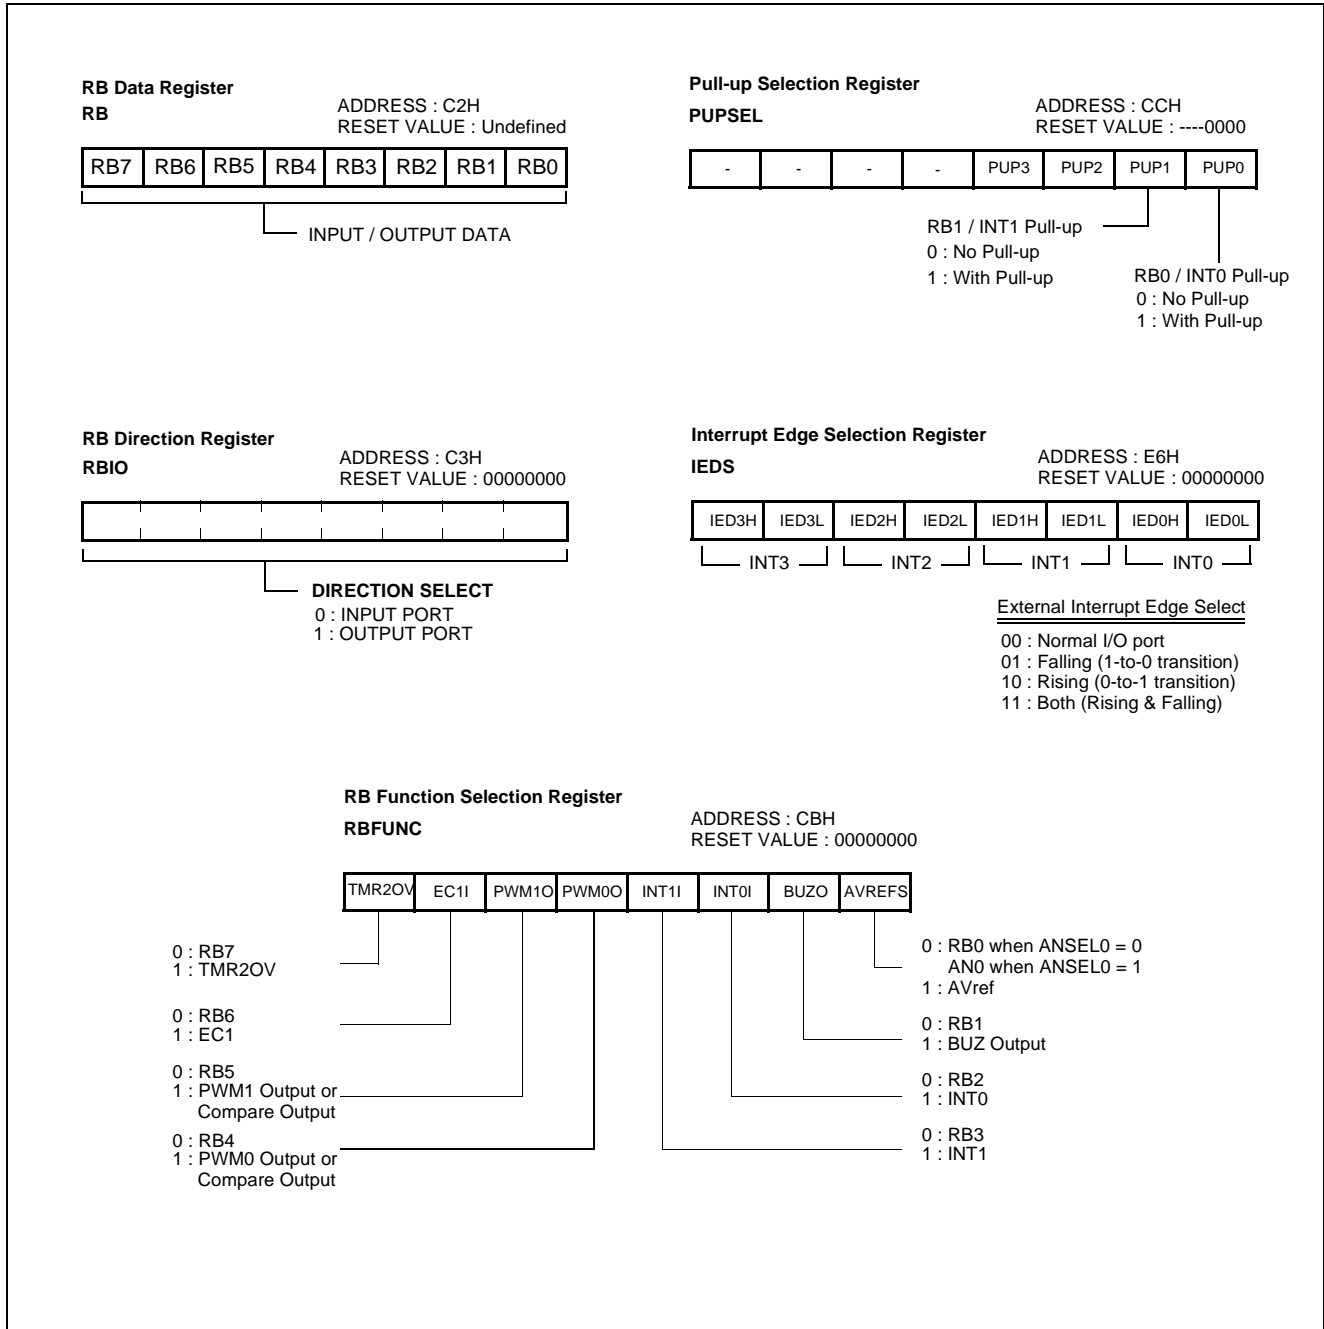 RB Data Register
RB
ADDRESS : C2H
RESET VALUE : Undefined
RB7 RB6 RB5 RB4 RB3 RB2 RB1 RB0
INPUT / OUTPUT DATA
Pull-up Selection Register
PUPSEL
ADDRESS : CCH
RESET VALUE : ----0000
- - - - PUP3 PUP2 PUP1 PUP0
RB1 / INT1 Pull-up
0 : No Pull-up
1 : With Pull-up
RB0 / INT0 Pull-up
0 : No Pull-up
1 : With Pull-up
RB Direction Register
RBIO
ADDRESS : C3H
RESET VALUE : 00000000
DIRECTION SELECT
0 : INPUT PORT
1 : OUTPUT PORT
Interrupt Edge Selection Register
IEDS
ADDRESS : E6H
RESET VALUE : 00000000
IED3H IED3L IED2H IED2L IED1H IED1L IED0H IED0L
INT3 INT2 INT1 INT0
External Interrupt Edge Select
00 : Normal I/O port
01 : Falling (1-to-0 transition)
10 : Rising (0-to-1 transition)
11 : Both (Rising & Falling)
RB Function Selection Register
RBFUNC
ADDRESS : CBH
RESET VALUE : 00000000
TMR2OV EC1I PWM1O PWM0O INT1I INT0I BUZO AVREFS
0 : RB7
1 : TMR2OV
0 : RB6
1 : EC1
0 : RB5
1 : PWM1 Output or
Compare Output
0 : RB4
1 : PWM0 Output or
Compare Output
0 : RB0 when ANSEL0 = 0
AN0 when ANSEL0 = 1
1 : AVref
0 : RB1
1 : BUZ Output
0 : RB2
1 : INT0
0 : RB3
1 : INT1